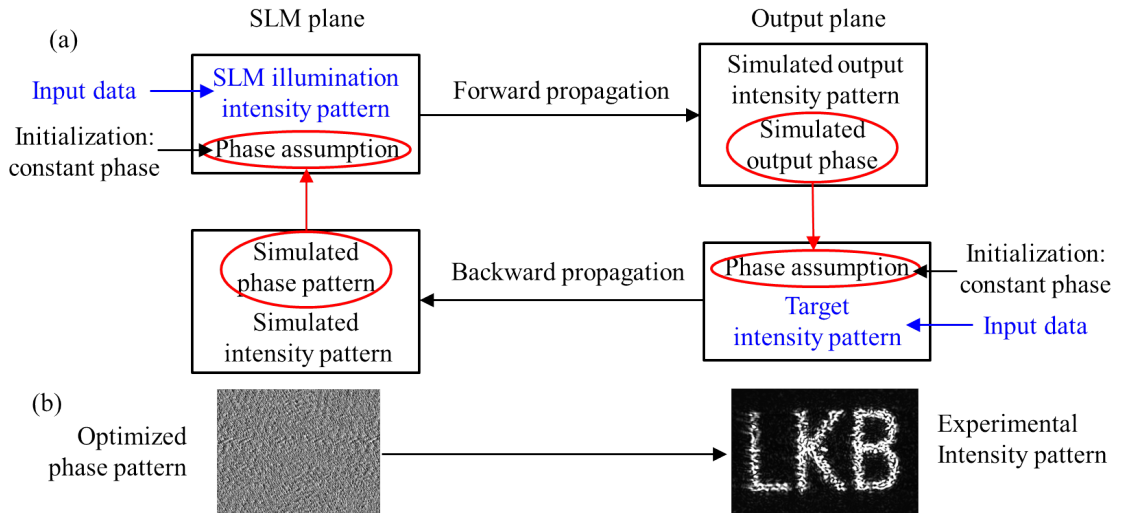 SLM plane
Output plane
(a)
Input data
SLM illumination
intensity pattern
Initialization:
constant phase
Phase assumption
Forward propagation
Simulated output
intensity pattern
Simulated
output phase
Simulated
phase pattern
Simulated
intensity pattern
Backward propagation
Phase assumption
Target
intensity pattern
Initialization:
constant phase
Input data
(b)
Optimized
phase pattern
LKB
Experimental
Intensity pattern